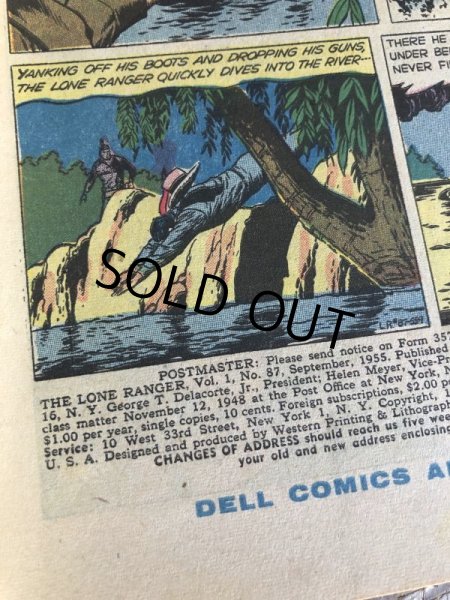 YANKING OFF HIS BOOTS AND DROPPING HIS GUNS,
THE LONE RANGER QUICKLY DIVES INTO THE RIVER---
THERE HE
UNDER
NEVER
SOLD OUT
POSTMASTER. Please send notice on Form 357
THE LONE RANGER, Vol. 1, No. 87, September, 1955. Published
16, N. Y. George T. Delacorte, Jr., President; Helen Meyer, Vice-Pr
class matter November 12, 1948 at the Post Office at New York, N
$1.00 per year, single copies, 10 cents. Foreign subscriptions, $2.00 p
Service: 10 West 33rd Street, New York 1, N. Y. Copyright,
U. S. A. Designed and produced by Western Printing & Lithograp
CHANGES OF ADDRESS should reach us five wee
your old and new address enclosing
DELL COMICS A